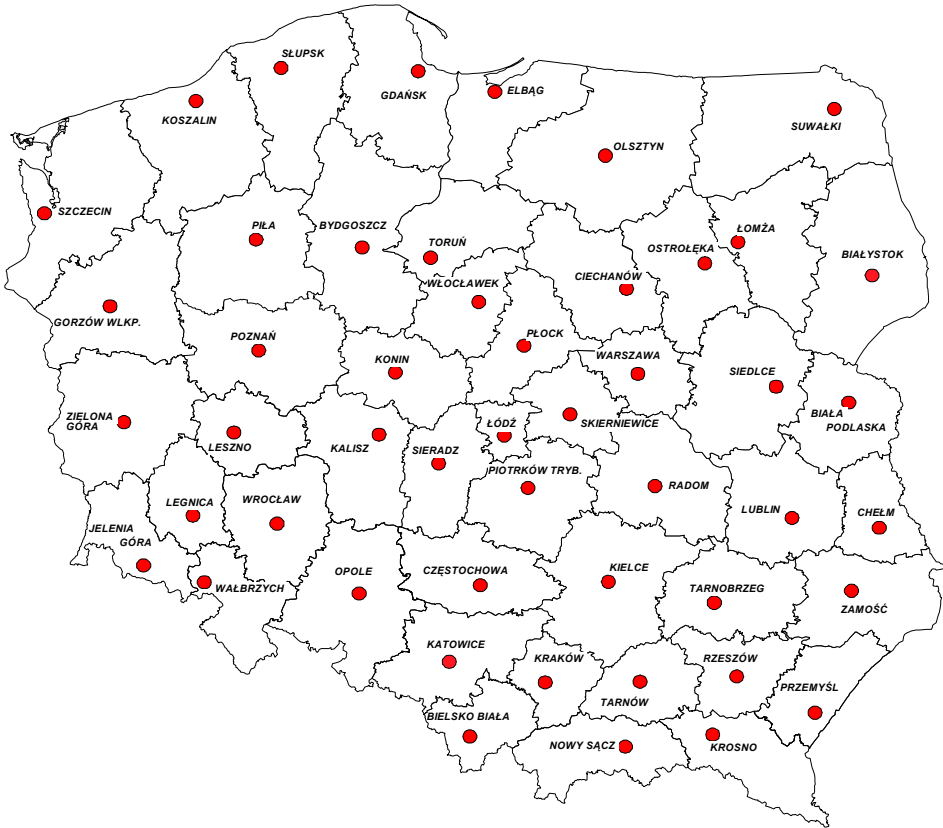 SŁUPSK
GDAŃSK
ELBĄG
KOSZALIN
SUWAŁKI
OLSZTYN
SZCZECIN
PIŁA
BYDGOSZCZ
TORUŃ
ŁOMŻA
OSTROŁĘKA
BIAŁYSTOK
CIECHANÓW
WŁOCŁAWEK
GORZÓW WLKP.
POZNAŃ
PŁOCK
KONIN
WARSZAWA
SIEDLCE
ZIELONA
GÓRA
LESZNO
KALISZ
SIERADZ
ŁÓDŹ
SKIERNIEWICE
BIAŁA
PODLASKA
PIOTRKÓW TRYB.
RADOM
LEGNICA
WROCŁAW
LUBLIN
CHEŁM
JELENIA
GÓRA
WAŁBRZYCH
OPOLE
CZĘSTOCHOWA
KIELCE
TARNOBRZEG
ZAMOŚĆ
KATOWICE
KRAKÓW
TARNÓW
RZESZÓW
PRZEMYŚL
BIELSKO BIAŁA
NOWY SĄCZ
KROSNO